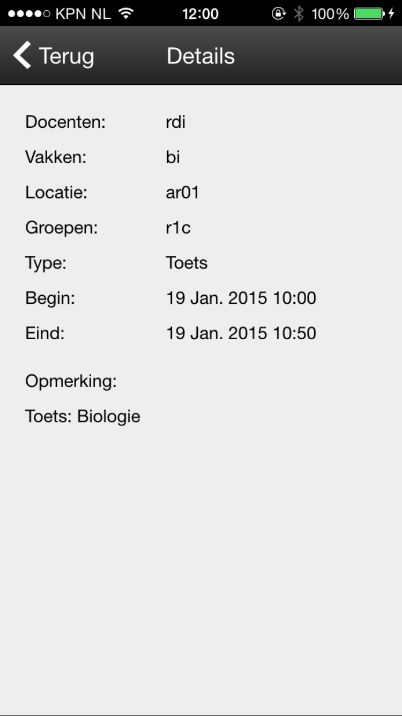 KPN NL 12:00 100%
Terug Details
Docenten: rdi
Vakken: bi
Locatie: ar01
Groepen: r1c
Type: Toets
Begin: 19 Jan. 2015 10:00
Eind: 19 Jan. 2015 10:50
Opmerking:
Toets: Biologie